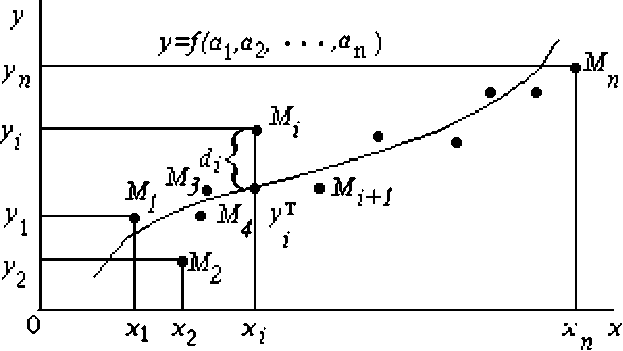 y
y=f(a₁,a₂, · · · ,aₙ)
yₙ
Mₙ
yᵢ
Mᵢ
dᵢ
M₃
M₁
Mᵢ₊₁
y₁
M₄
yᵢᵀ
y₂
M₂
0 x₁ x₂ xᵢ xₙ x